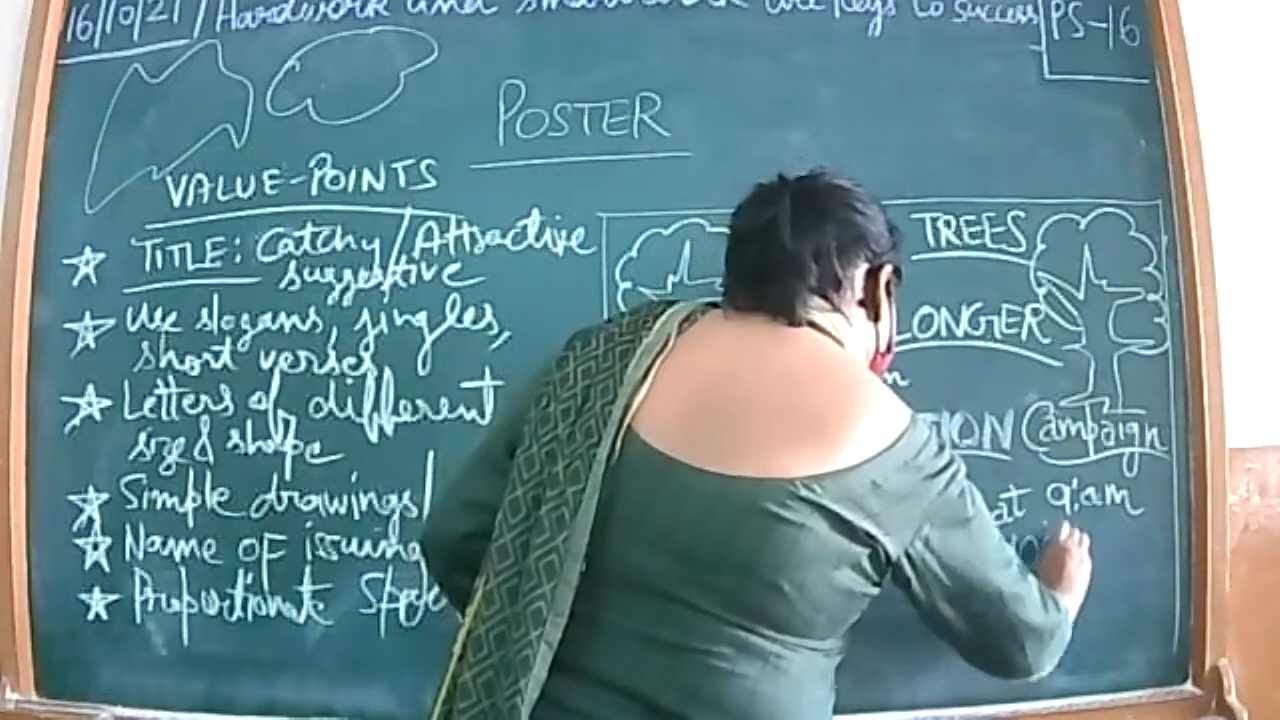 16/10/21 / Hardwork and smartwork are keys to success
PS-16
POSTER
VALUE-POINTS
TITLE: Catchy/Attractive
suggestive
Use slogans, jingles,
short verses
Letters of different
size & shape
Simple drawings/
Name of issuing
Proportionate
TREES
LONGER
TION Campaign
at 9:am